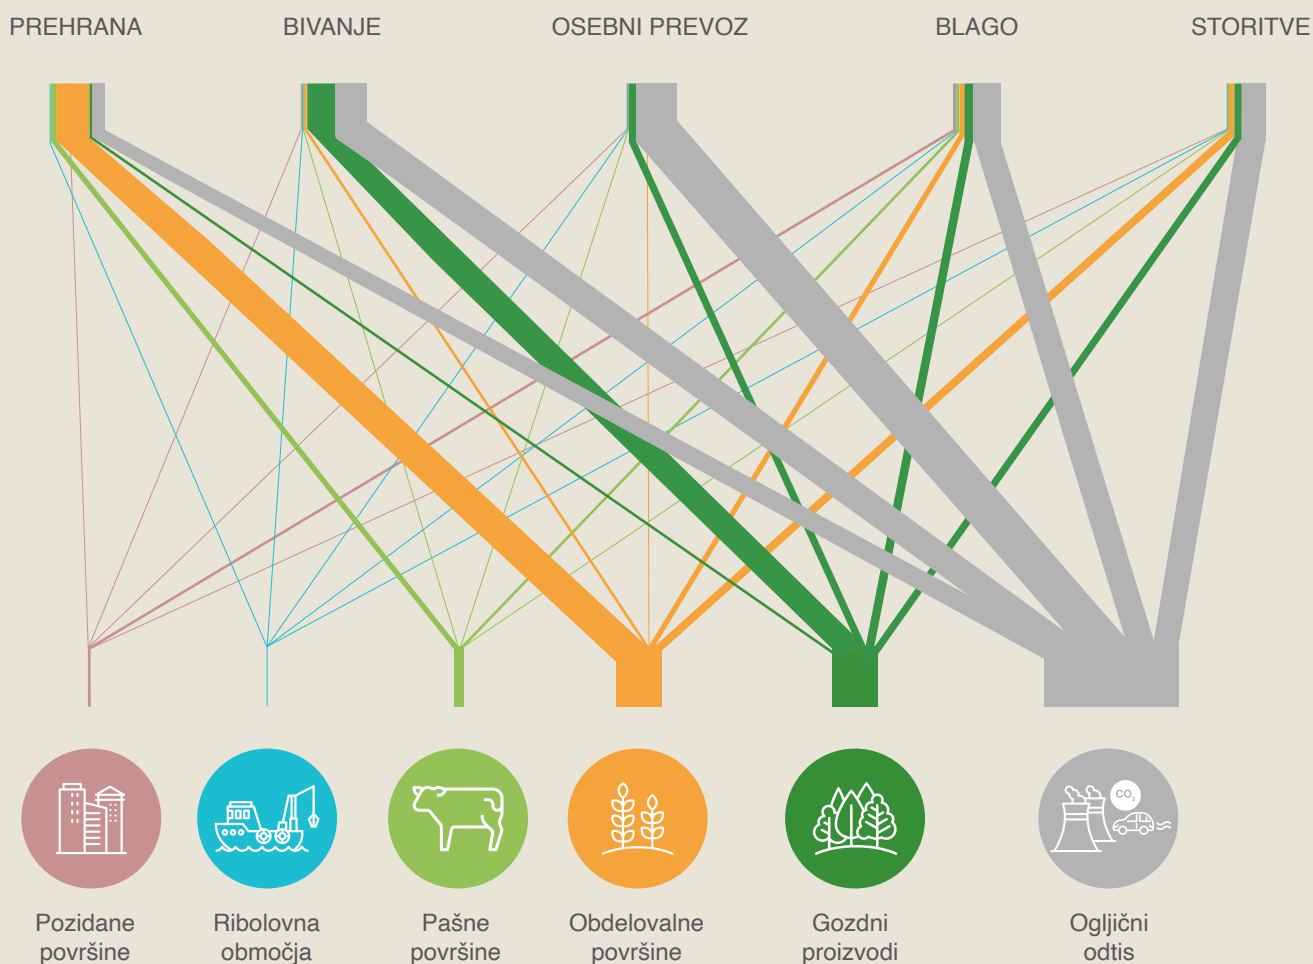 PREHRANA
BIVANJE
OSEBNI PREVOZ
BLAGO
STORITVE
CO₂
Pozidane
površine
Ribolovna
območja
Pašne
površine
Obdelovalne
površine
Gozdni
proizvodi
Ogljični
odtis